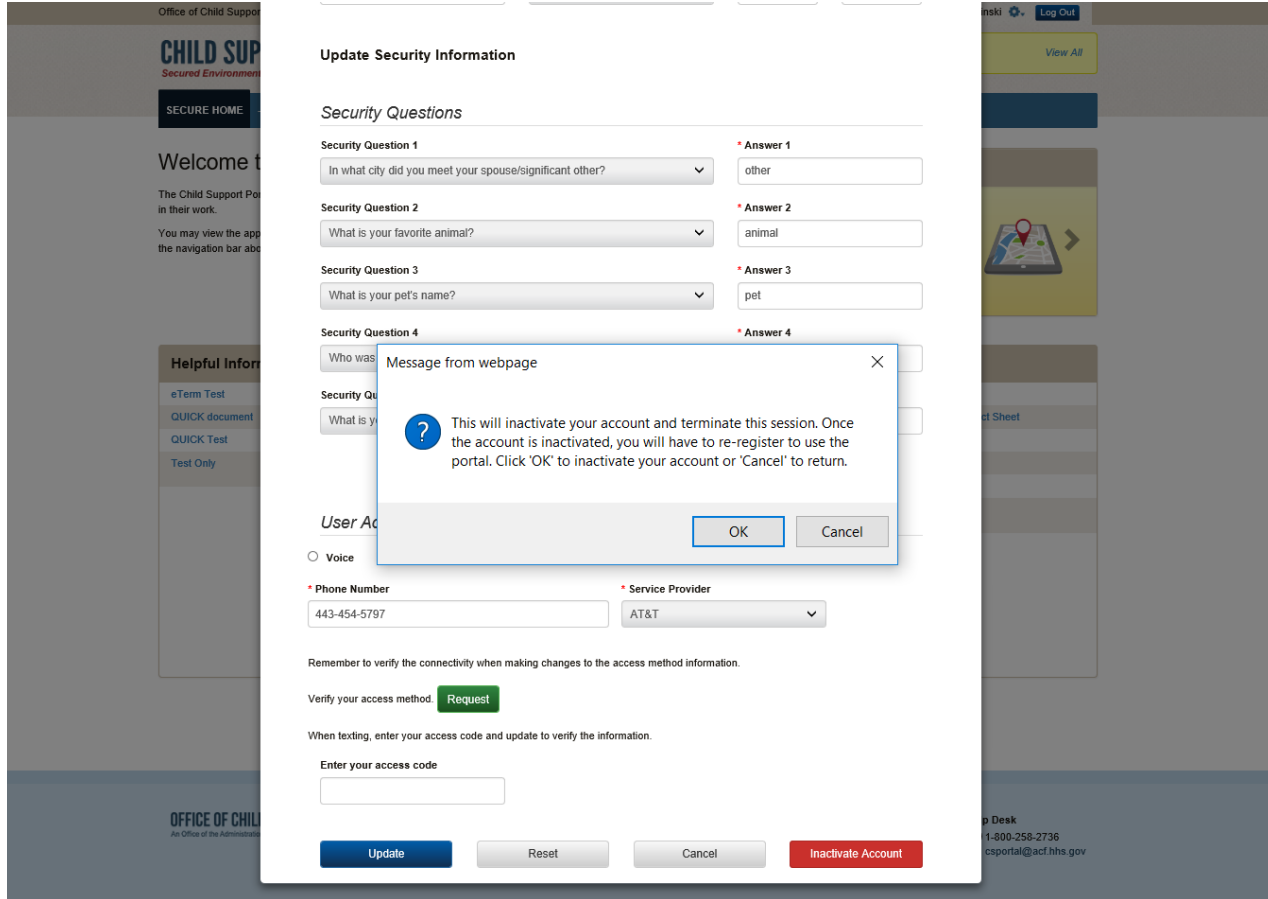 Office of Child Suppor
inski
Log Out
CHILD SUP
Secured Environmen
View All
SECURE HOME
Welcome t
The Child Support Por
in their work.
You may view the app
the navigation bar abo
Helpful Inforr
eTerm Test
QUICK document
ct Sheet
QUICK Test
Test Only
Update Security Information
Security Questions
Security Question 1 * Answer 1
In what city did you meet your spouse/significant other? other
Security Question 2 * Answer 2
What is your favorite animal? animal
Security Question 3 * Answer 3
What is your pet's name? pet
Security Question 4 * Answer 4
Who was
Security Qu
What is y
Message from webpage
This will inactivate your account and terminate this session. Once
the account is inactivated, you will have to re-register to use the
portal. Click 'OK' to inactivate your account or 'Cancel' to return.
OK Cancel
User Ac
Voice
* Phone Number * Service Provider
443-454-5797 AT&T
Remember to verify the connectivity when making changes to the access method information.
Verify your access method. Request
When texting, enter your access code and update to verify the information.
Enter your access code
Update Reset Cancel Inactivate Account
OFFICE OF CHIL
An Office of the Administratio
p Desk
1-800-258-2736
csportal@acf.hhs.gov